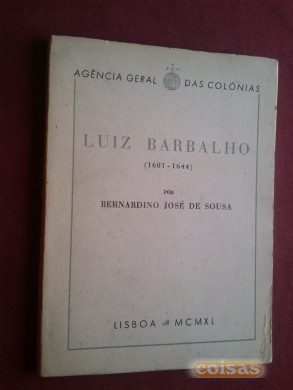 AGÊNCIA GERAL DAS COLÓNIAS
LUIZ BARBALHO
(1601-1644)
POR
BERNARDINO JOSÉ DE SOUSA
LISBOA MCMXL
coisas